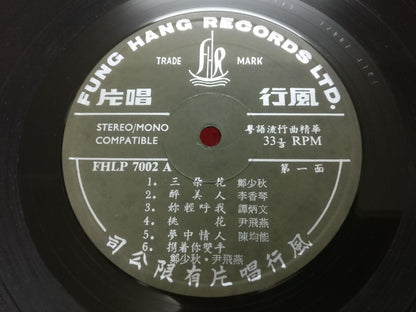 FUNG HANG RECORDS LTD.
TRADE MARK
FHR
片唱 行風
STEREO/MONO
COMPATIBLE
粵語流行曲精華
33⅓ RPM
FHLP 7002 A
第一面
1. 三朵花 鄭少秋
2. 醉美人 李香琴
3. 妳輕呼我 譚炳文
4. 桃花 尹飛燕
5. 夢中情人 陳均能
6. 捫着你雙手
鄭少秋·尹飛燕
司公限有片唱行風